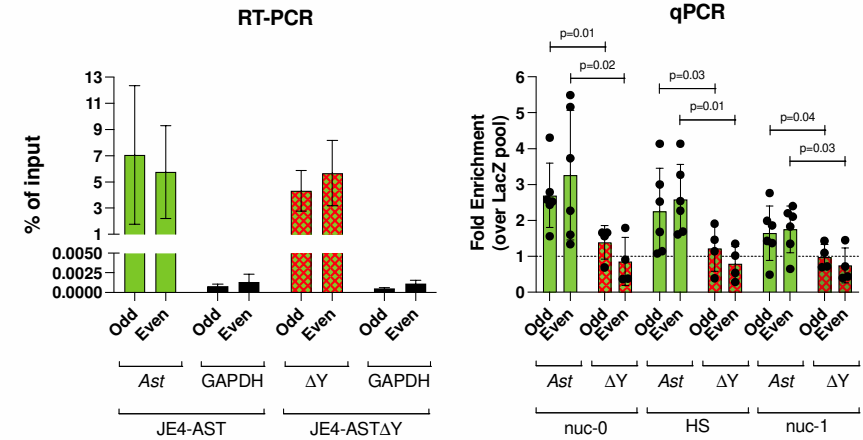 RT-PCR
% of input
13
11
9
7
5
3
1
0.0050
0.0025
0.0000
Odd Even Odd Even Odd Even Odd Even
Ast GAPDH ΔY GAPDH
JE4-AST JE4-ASTΔY
qPCR
Fold Enrichment
(over LacZ pool)
p=0.01
p=0.02
p=0.03
p=0.01
p=0.04
p=0.03
6
5
4
3
2
1
0
Odd Even Odd Even Odd Even Odd Even Odd Even Odd Even
Ast ΔY Ast ΔY Ast ΔY
nuc-0 HS nuc-1